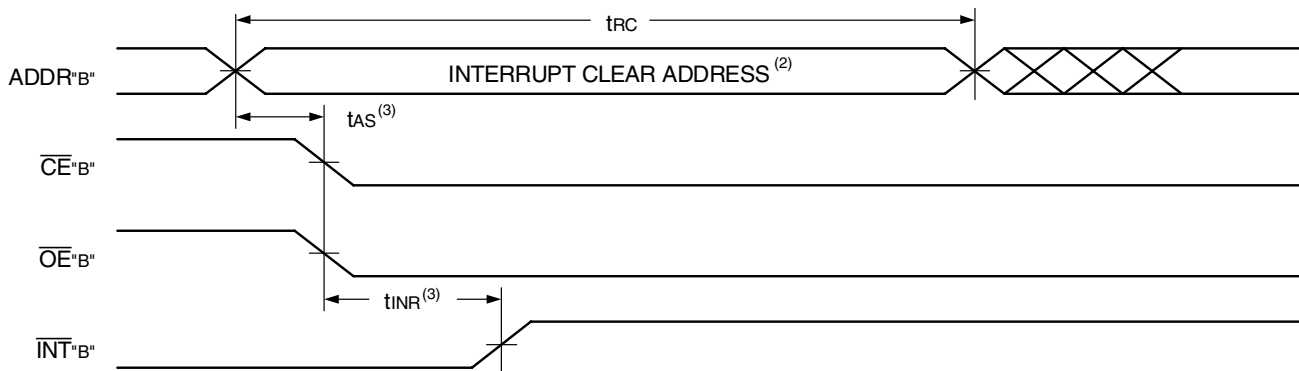 tRC
ADDR"B"
INTERRUPT CLEAR ADDRESS (2)
tAS(3)
CE"B"
OE"B"
tINR(3)
INT"B"